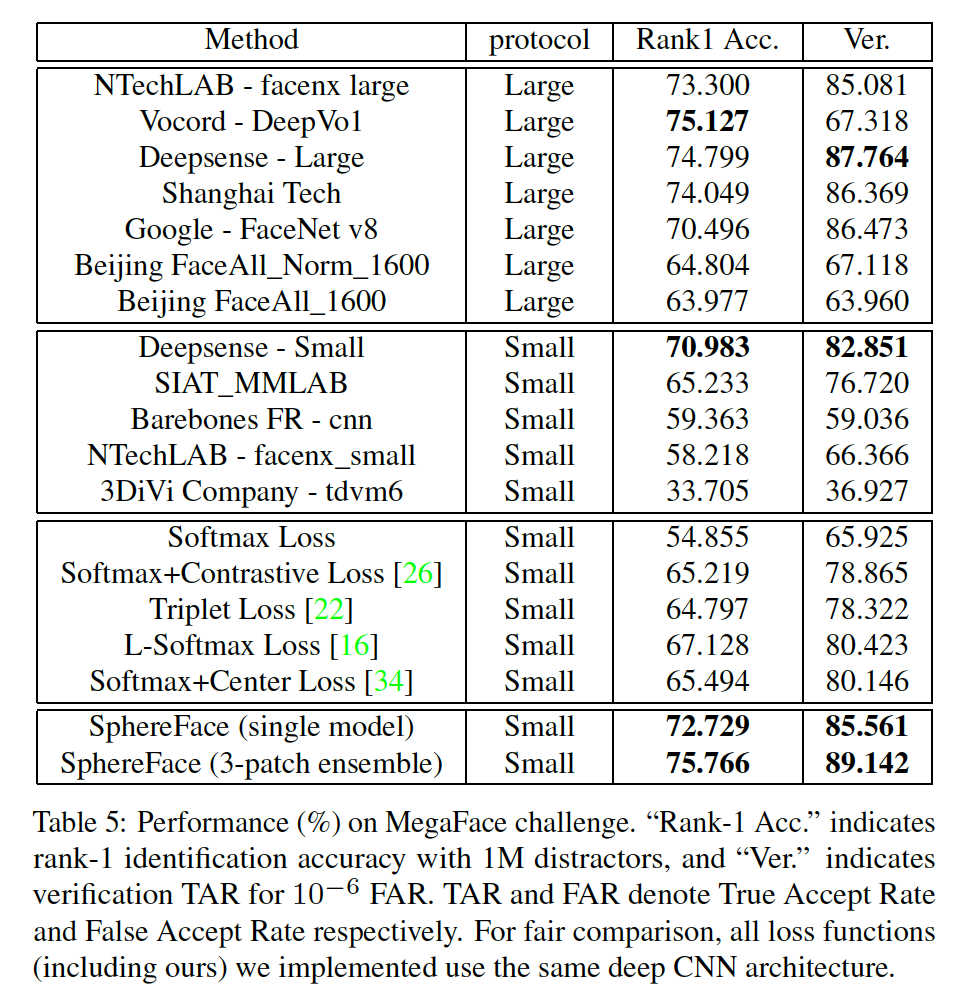 Method protocol Rank1 Acc. Ver.
NTechLAB - facenx large Large 73.300 85.081
Vocord - DeepVo1 Large 75.127 67.318
Deepsense - Large Large 74.799 87.764
Shanghai Tech Large 74.049 86.369
Google - FaceNet v8 Large 70.496 86.473
Beijing FaceAll_Norm_1600 Large 64.804 67.118
Beijing FaceAll_1600 Large 63.977 63.960
Deepsense - Small Small 70.983 82.851
SIAT_MMLAB Small 65.233 76.720
Barebones FR - cnn Small 59.363 59.036
NTechLAB - facenx_small Small 58.218 66.366
3DiVi Company - tdvm6 Small 33.705 36.927
Softmax Loss Small 54.855 65.925
Softmax+Contrastive Loss [26] Small 65.219 78.865
Triplet Loss [22] Small 64.797 78.322
L-Softmax Loss [16] Small 67.128 80.423
Softmax+Center Loss [34] Small 65.494 80.146
SphereFace (single model) Small 72.729 85.561
SphereFace (3-patch ensemble) Small 75.766 89.142
Table 5: Performance (%) on MegaFace challenge. “Rank-1 Acc.” indicates
rank-1 identification accuracy with 1M distractors, and “Ver.” indicates
verification TAR for 10⁻⁶ FAR. TAR and FAR denote True Accept Rate
and False Accept Rate respectively. For fair comparison, all loss functions
(including ours) we implemented use the same deep CNN architecture.